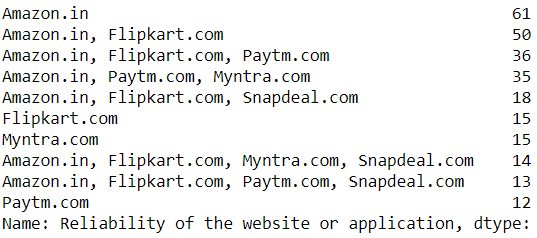 Amazon.in 61
Amazon.in, Flipkart.com 50
Amazon.in, Flipkart.com, Paytm.com 36
Amazon.in, Paytm.com, Myntra.com 35
Amazon.in, Flipkart.com, Snapdeal.com 18
Flipkart.com 15
Myntra.com 15
Amazon.in, Flipkart.com, Myntra.com, Snapdeal.com 14
Amazon.in, Flipkart.com, Paytm.com, Snapdeal.com 13
Paytm.com 12
Name: Reliability of the website or application, dtype: